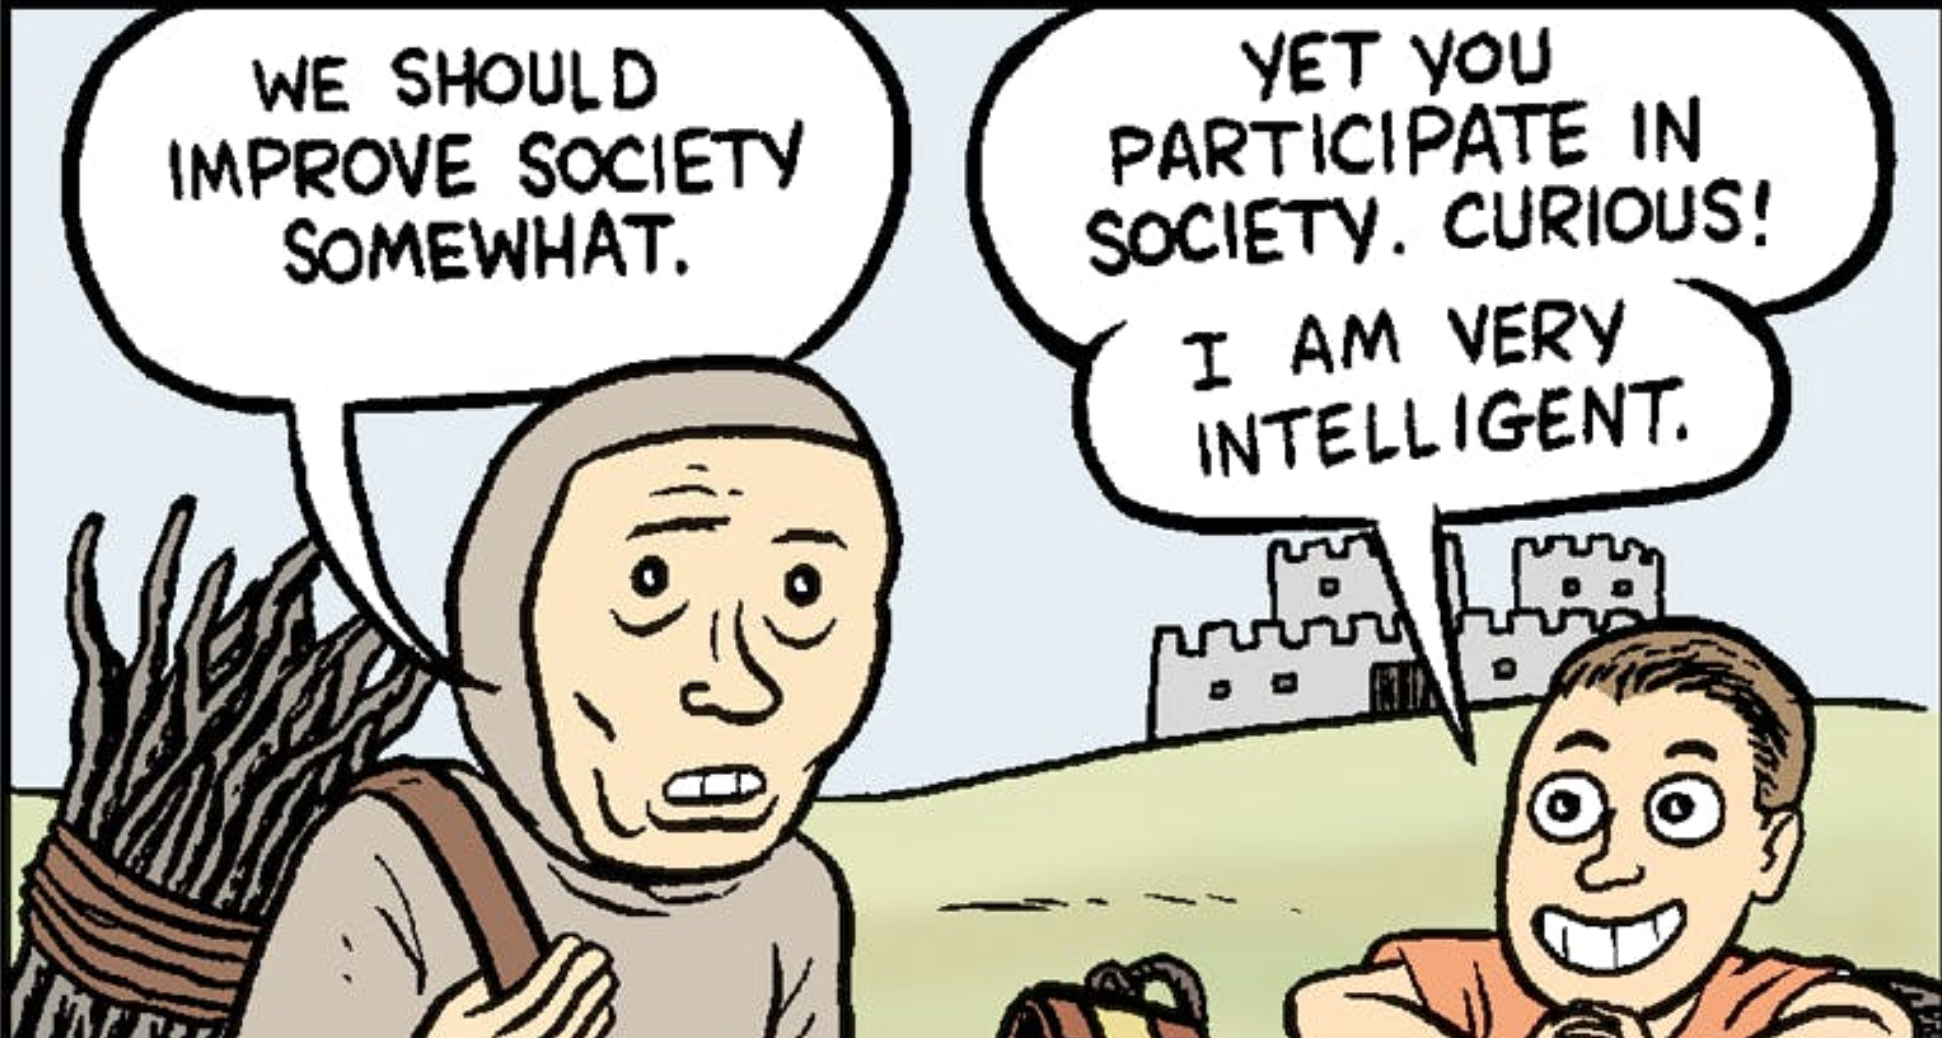 WE SHOULD
IMPROVE SOCIETY
SOMEWHAT.
YET YOU
PARTICIPATE IN
SOCIETY. CURIOUS!
I AM VERY
INTELLIGENT.